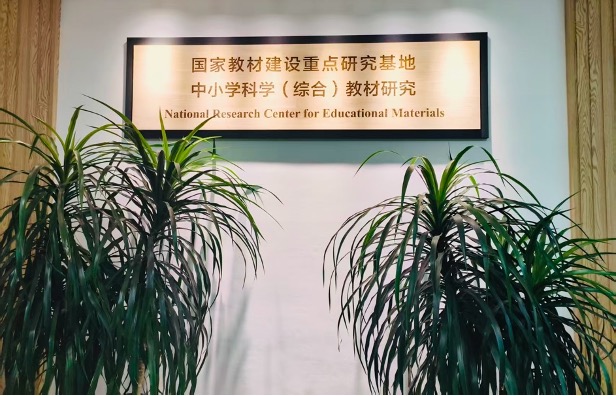 国家教材建设重点研究基地
中小学科学（综合）教材研究
National Research Center for Educational Materials